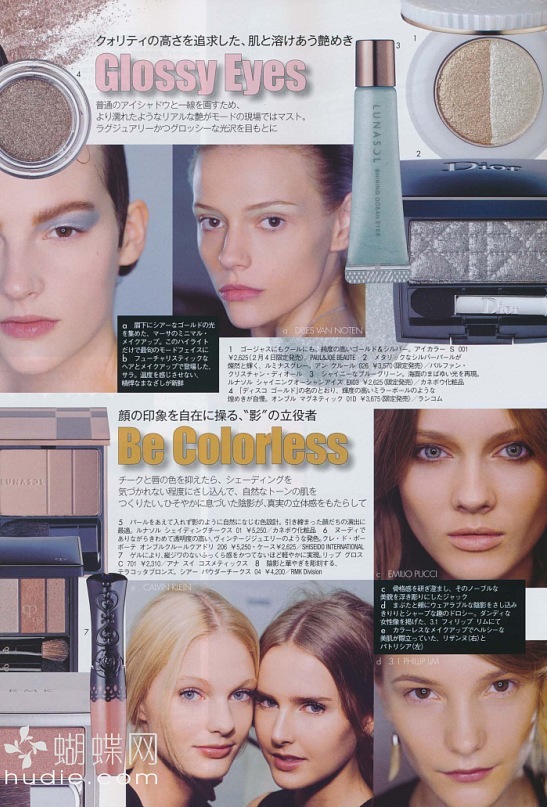 クォリティの高さを追求した、肌と溶けあう艶めき
Glossy Eyes
普通のアイシャドウと一線を画すため、
より濡れたようなリアルな艶がモードの現場ではマスト。
ラグジュアリーかつグロッシーな光沢を目もとに
4
3
1
2
LUNASOL
SHINING OCEAN EYES
Dior
Dior
a DRIES VAN NOTEN
a 眉下にシアーなゴールドの光
を集めた、マーサのミニマル・
メイクアップ。このハイライト
だけで最旬のモードフェイスに
b フューチャリスティックな
ヘアとメイクアップで登場した、
サラ。温度を感じさせない、
精悍なまなざしが新鮮
1 ゴージャスにもクールにも。純度の高いゴールド＆シルバー。アイカラー S 001
¥2,625(2月4日限定発売)／PAUL&JOE BEAUTE 2 メタリックなシルバーパールが
燦然と輝く。ルミナスグレー。アン クルール 026 ¥3,570(限定発売)／パルファン・
クリスチャン・ディオール 3 シャイニーなブルーグリーン。海面のまばゆい光を再現。
ルナソル シャイニングオーシャンアイズ EX03 ¥2,625(限定発売)／カネボウ化粧品
4 「ディスコ ゴールド」の名のとおり、輝度の高いミラーボールのような
煌めきが自慢。オンブル マグネティック 01D ¥3,675(限定発売)／ランコム
顔の印象を自在に操る、“影”の立役者
Be Colorless
チークと唇の色を抑えたら、シェーディングを
気づかれない程度にさし込んで、自然なトーンの肌を
つくりたい。ひそやかに息づいた陰影が、真実の立体感をもたらして
LUNASOL
5 パールをあえて入れず影のように自然になじむ色設計。引き締まった顔だちの演出に
最適。ルナソル シェイディングチークス 01 ¥5,250／カネボウ化粧品 6 ヌーディで
ありながらきわめて透明度の高い、ヴィンテージジュエリーのような発色。クレ・ド・ポー
ボーテ オンブルクルールクアドリ 206 ¥5,250・ケース¥2,625／SHISEIDO INTERNATIONAL
7 ゲルにより、縦ジワのないふっくら感をかつてないほど軽やかに実現。リップ グロス
C 701 ¥2,310／アナ スイ コスメティックス 8 陰影と華やぎを彫刻する、
テラコッタブロンズ。シアー パウダーチークス 04 ¥4,200／RMK Division
c EMILIO PUCCI
e CALVIN KLEIN
c 骨格感を研ぎ澄まし、そのノーブルな
美貌を浮き彫りにしたジャック
d まぶたと頬にウェアラブルな陰影をさし込み
きりりとシャープな趣のドロシー。ダンディな
女性像を掲げた、3.1 フィリップ リムにて
e カラーレスなメイクアップでヘルシーな
美肌が際立っていた、リザンヌ(右)と
パトリシア(左)
7
d 3.1 PHILLIP LIM
RMK
蝴蝶网
hudie.com